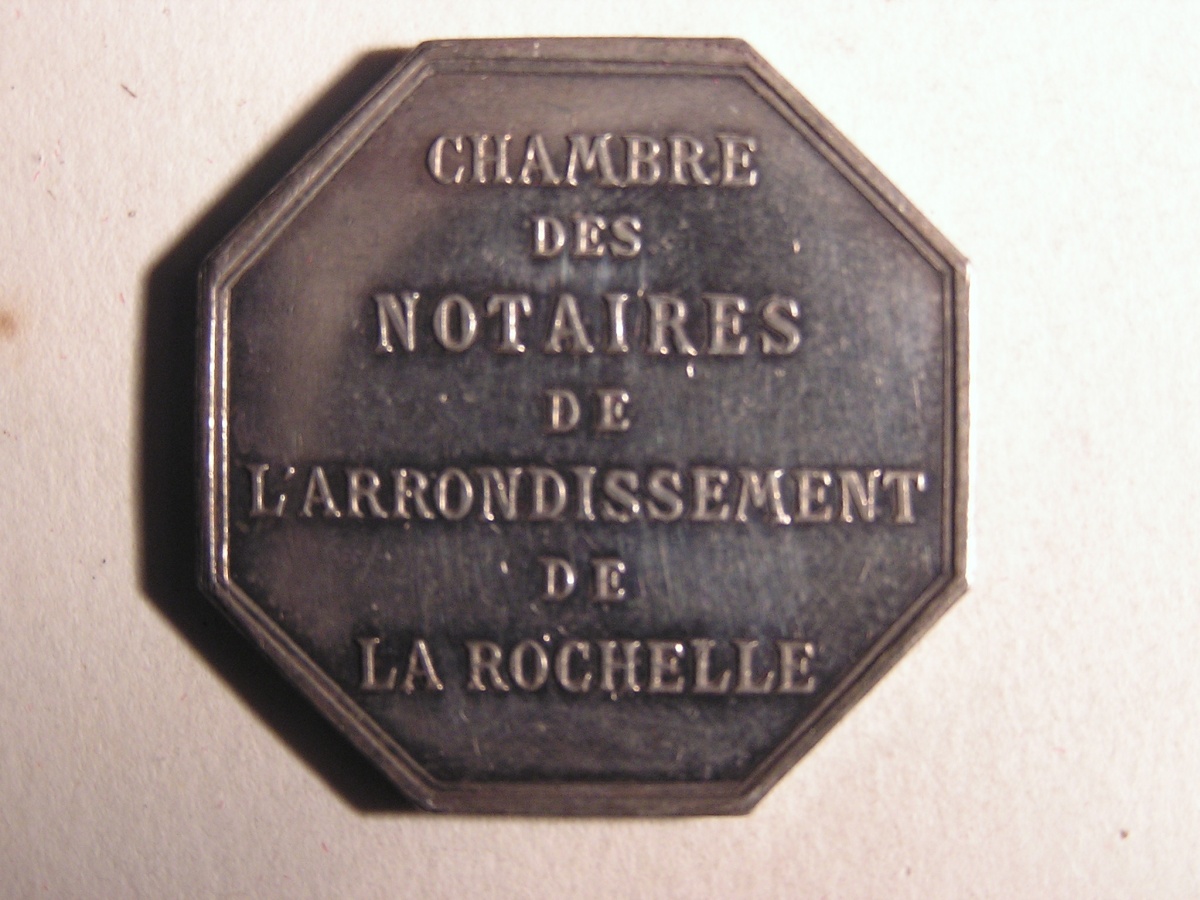 CHAMBRE
DES
NOTAIRES
DE
L'ARRONDISSEMENT
DE
LA ROCHELLE